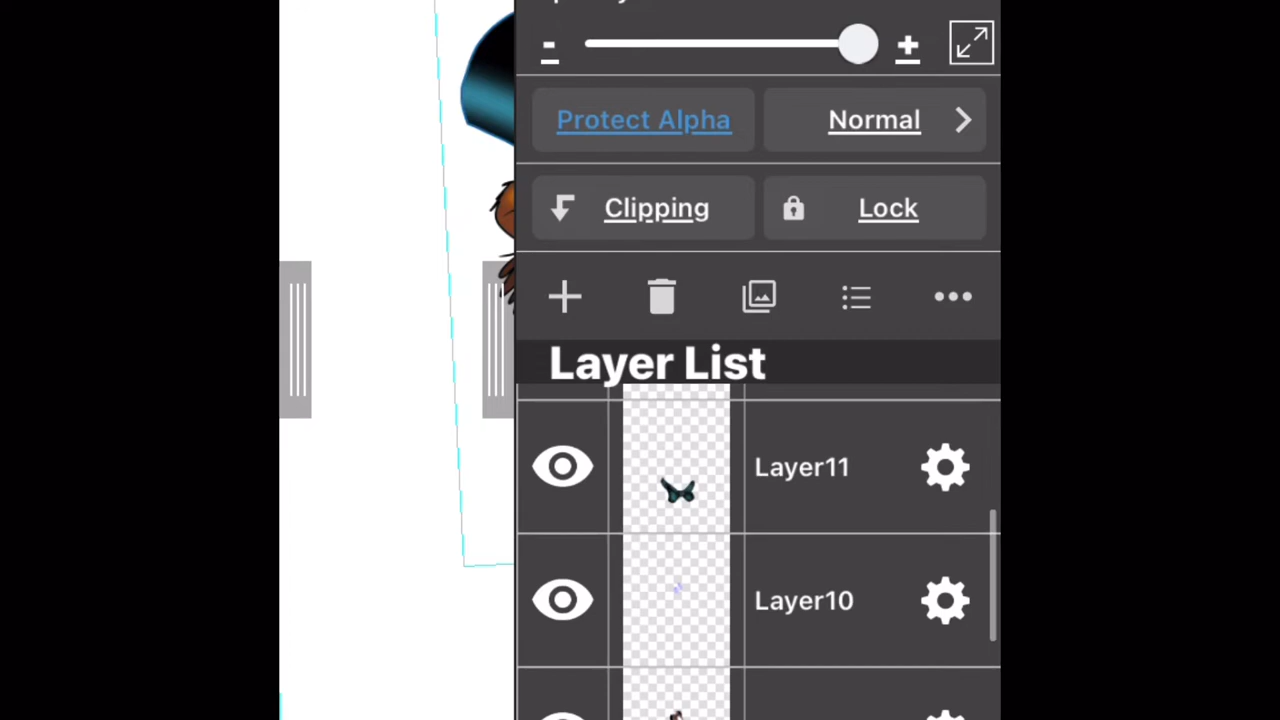 Protect Alpha
Normal
Clipping
Lock
Layer List
Layer11
Layer10